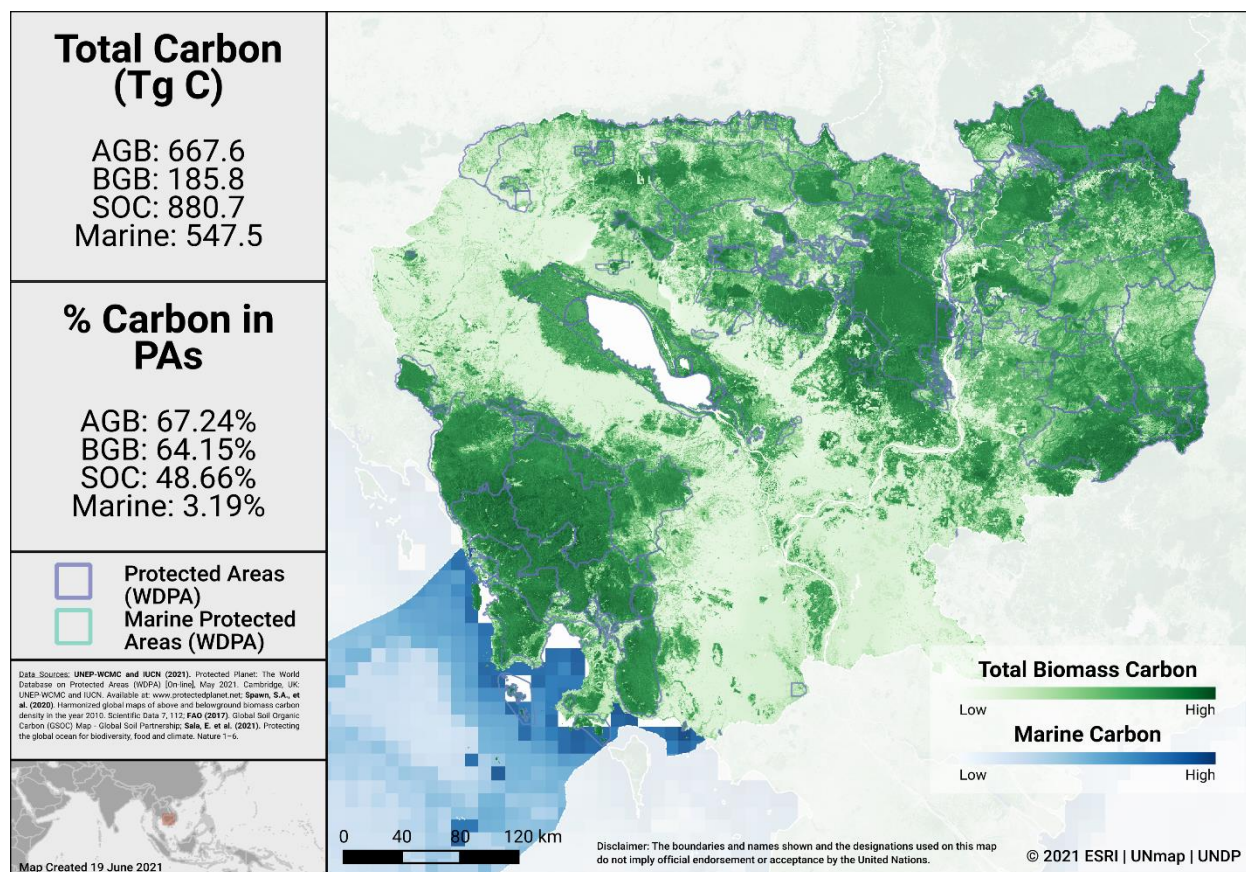 Total Carbon
(Tg C)
AGB: 667.6
BGB: 185.8
SOC: 880.7
Marine: 547.5
% Carbon in
PAs
AGB: 67.24%
BGB: 64.15%
SOC: 48.66%
Marine: 3.19%
Protected Areas
(WDPA)
Marine Protected
Areas (WDPA)
Data Sources: UNEP-WCMC and IUCN (2021). Protected Planet: The World
Database on Protected Areas (WDPA) [On-line], May 2021. Cambridge, UK:
UNEP-WCMC and IUCN. Available at: www.protectedplanet.net; Spawn, S.A., et
al. (2020). Harmonized global maps of above and belowground biomass carbon
density in the year 2010. Scientific Data 7, 112; FAO (2017). Global Soil Organic
Carbon (GSOC) Map - Global Soil Partnership; Sala, E. et al. (2021). Protecting
the global ocean for biodiversity, food and climate. Nature 1–6.
Map Created 19 June 2021
Total Biomass Carbon
Low High
Marine Carbon
Low High
0 40 80 120 km
Disclaimer: The boundaries and names shown and the designations used on this map
do not imply official endorsement or acceptance by the United Nations.
© 2021 ESRI | UNmap | UNDP